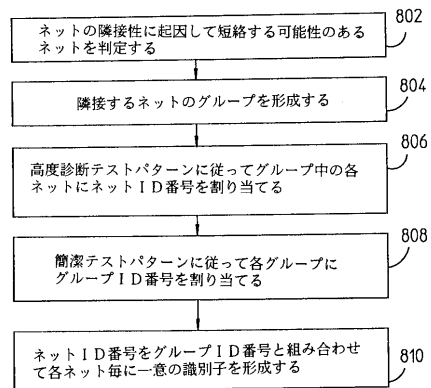 802
ネットの隣接性に起因して短絡する可能性のある
ネットを判定する
804
隣接するネットのグループを形成する
806
高度診断テストパターンに従ってグループ中の各
ネットにネットＩＤ番号を割り当てる
808
簡潔テストパターンに従って各グループに
グループＩＤ番号を割り当てる
ネットＩＤ番号をグループＩＤ番号と組み合わせ
て各ネット毎に一意の識別子を形成する
810